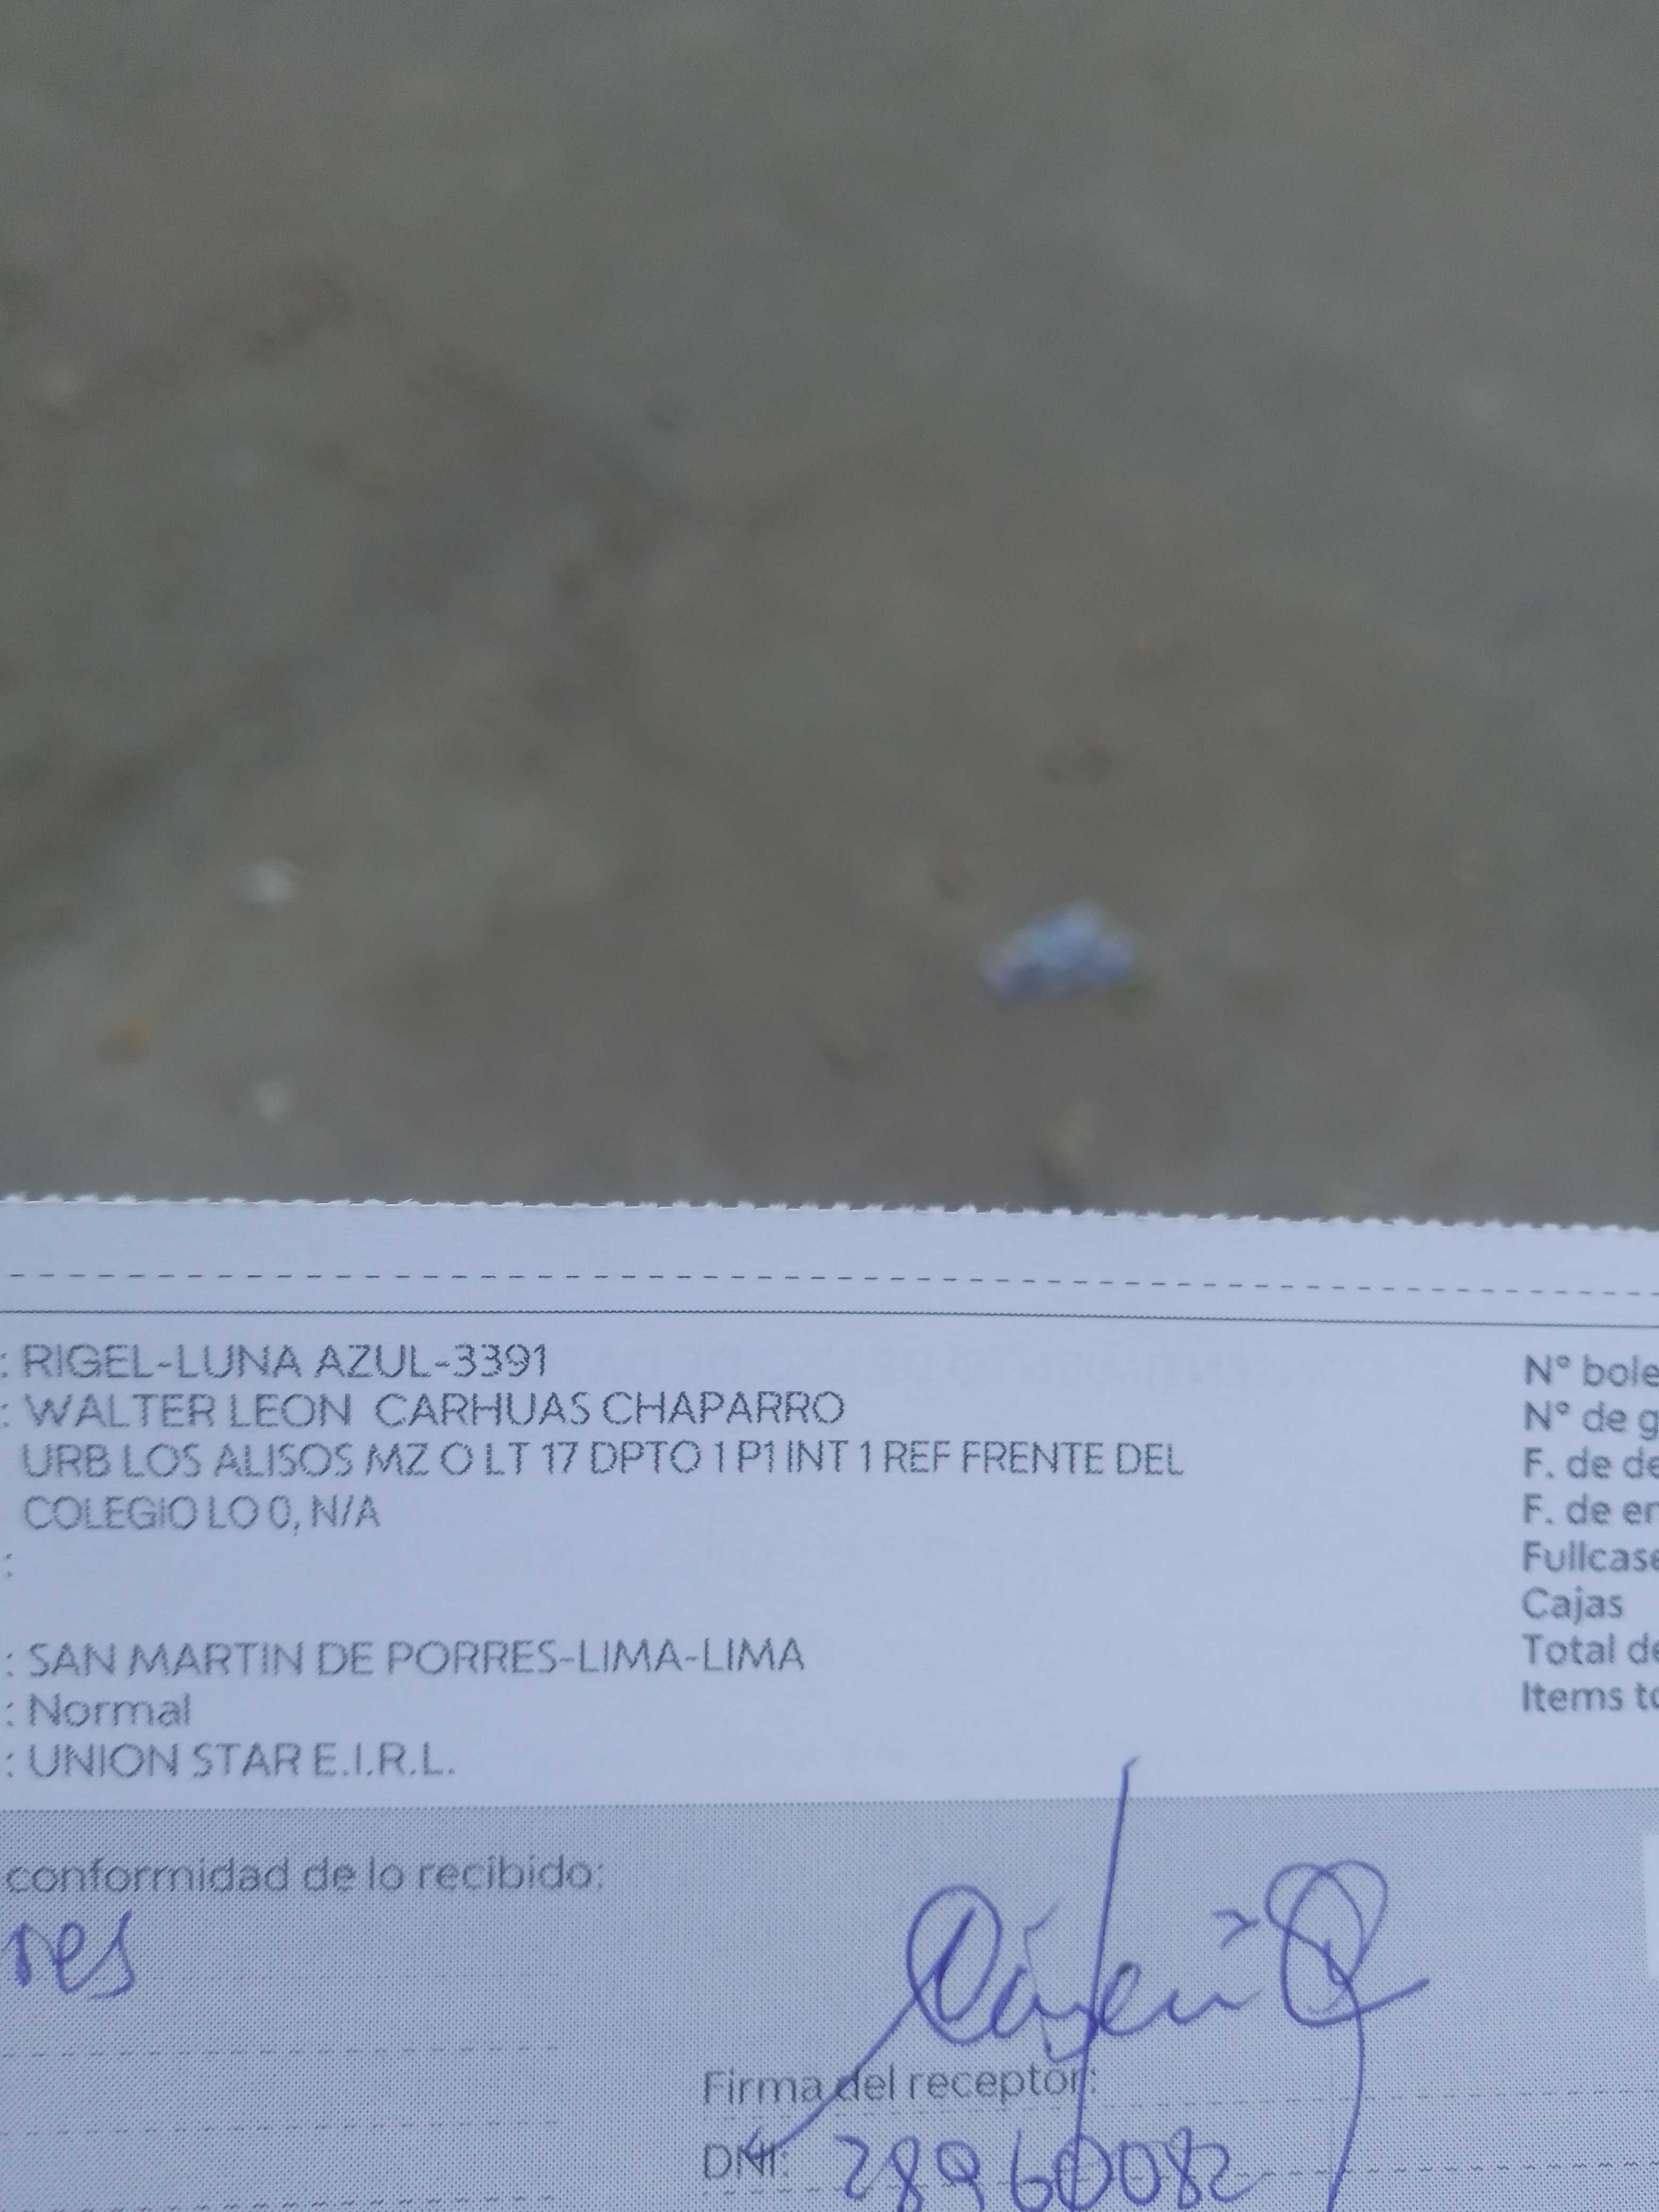 : RIGEL-LUNA AZUL-3391
: WALTER LEON CARHUAS CHAPARRO
URB LOS ALISOS MZ O LT 17 DPTO 1 P1 INT 1 REF FRENTE DEL
COLEGIO LO 0, N/A
:
: SAN MARTIN DE PORRES-LIMA-LIMA
: Normal
: UNION STAR E.I.R.L.
N° bole
N° de g
F. de de
F. de en
Fullcase
Cajas
Total de
Items to
conformidad de lo recibido:
res
Firma del receptor:
DNI: 28960082